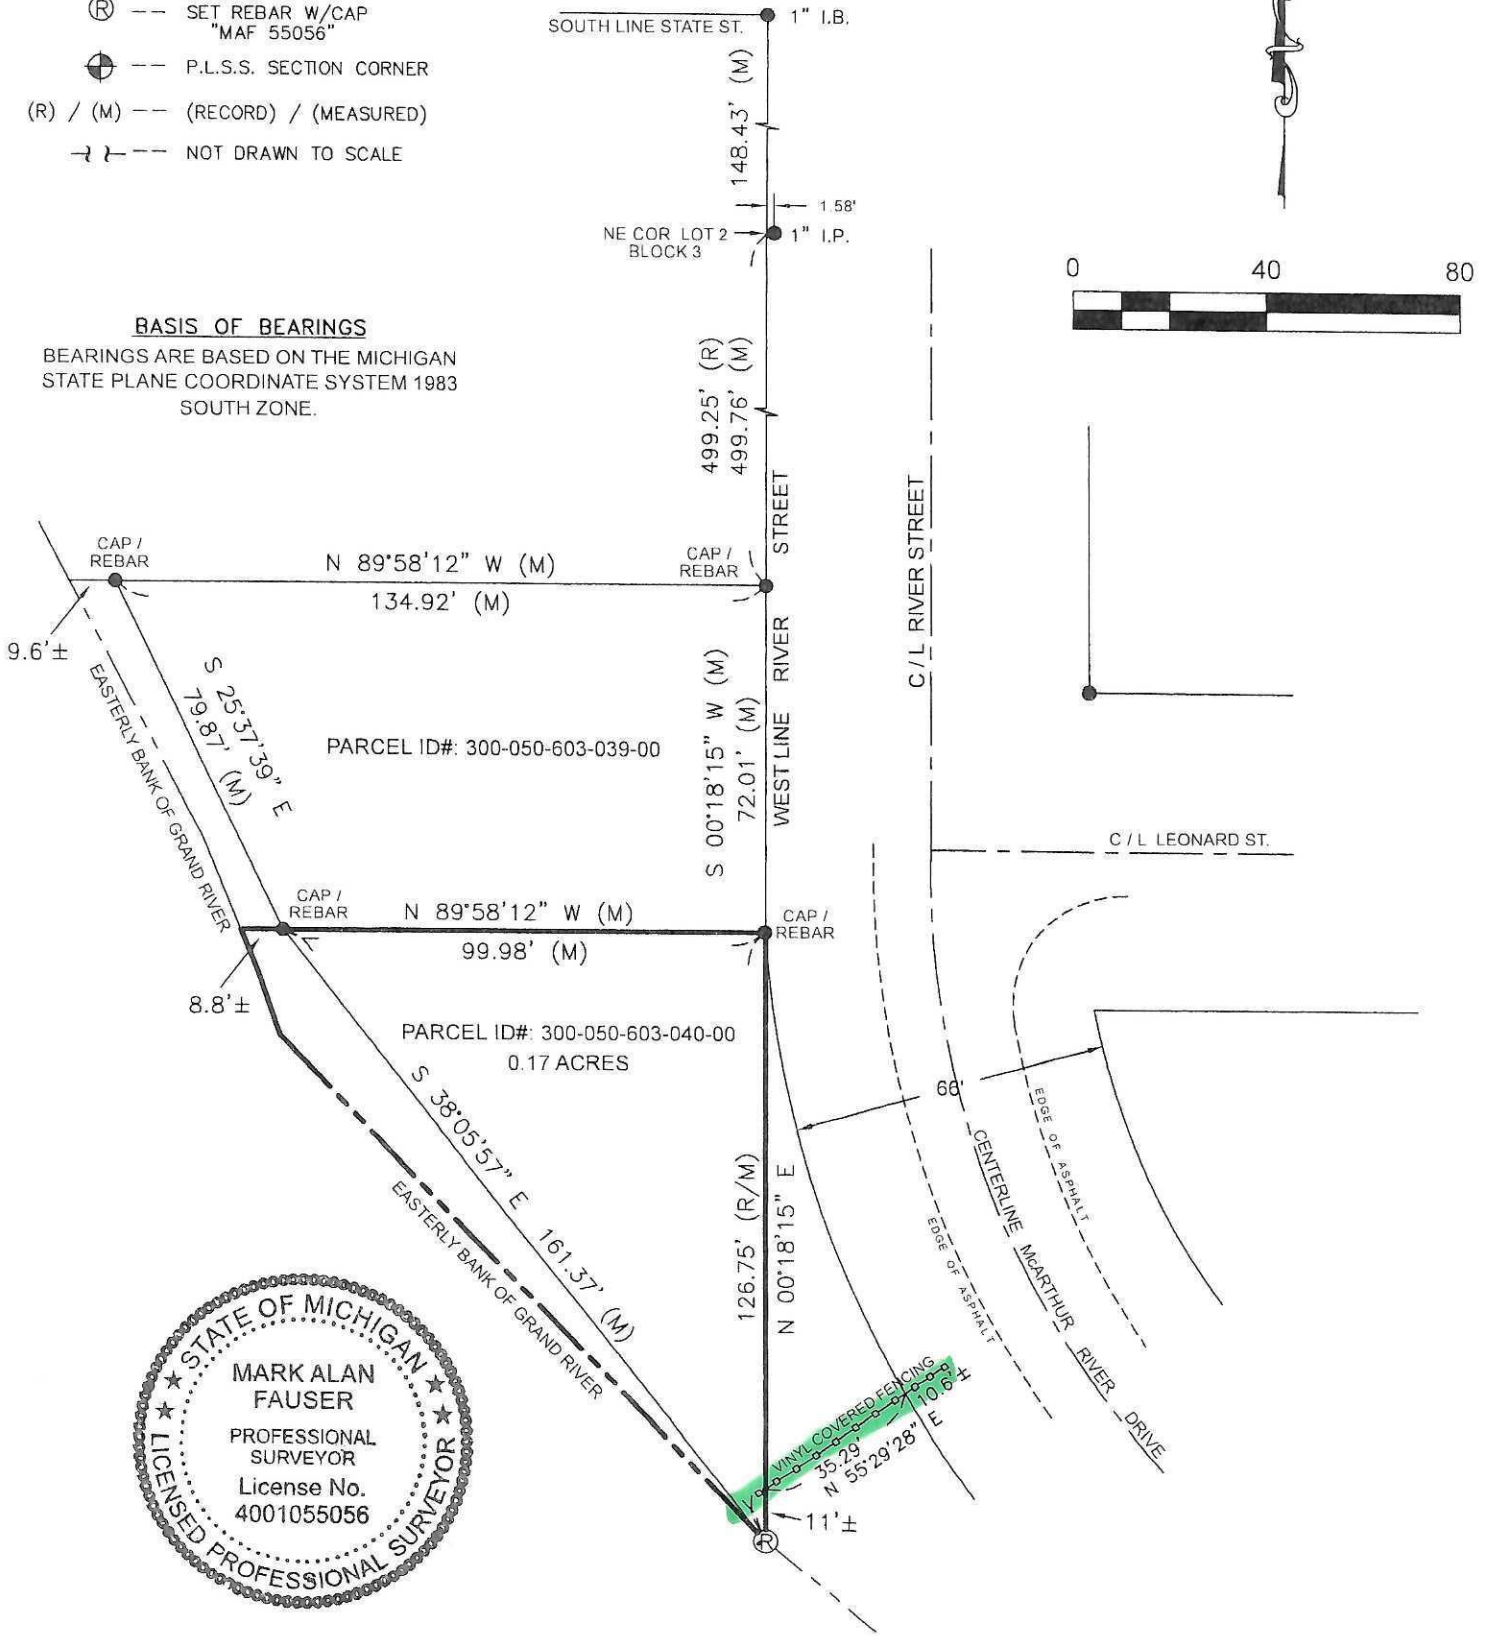 (R) -- SET REBAR W/CAP
"MAF 55056"
-- P.L.S.S. SECTION CORNER
(R) / (M) -- (RECORD) / (MEASURED)
-- NOT DRAWN TO SCALE
SOUTH LINE STATE ST.
1" I.B.
148.43' (M)
1.58'
NE COR LOT 2
BLOCK 3
1" I.P.
0 40 80
BASIS OF BEARINGS
BEARINGS ARE BASED ON THE MICHIGAN
STATE PLANE COORDINATE SYSTEM 1983
SOUTH ZONE.
499.25' (R)
499.76' (M)
CAP /
REBAR
N 89°58'12" W (M)
134.92' (M)
CAP /
REBAR
9.6'±
EASTERLY BANK OF GRAND RIVER
S 25°37'39" E
79.87' (M)
PARCEL ID#: 300-050-603-039-00
S 00°18'15" W (M)
72.01' (M)
WEST LINE RIVER STREET
C / L RIVER STREET
C / L LEONARD ST.
CAP /
REBAR
N 89°58'12" W (M)
99.98' (M)
CAP /
REBAR
8.8'±
PARCEL ID#: 300-050-603-040-00
0.17 ACRES
S 38°05'57" E 161.37' (M)
EASTERLY BANK OF GRAND RIVER
126.75' (R/M)
N 00°18'15" E
66'
EDGE OF ASPHALT
EDGE OF ASPHALT
CENTERLINE McARTHUR RIVER DRIVE
VINYL COVERED FENCING
10.6'±
35.29'
N 55°29'28" E
11'±
R
STATE OF MICHIGAN
MARK ALAN
FAUSER
PROFESSIONAL
SURVEYOR
License No.
4001055056
LICENSED PROFESSIONAL SURVEYOR